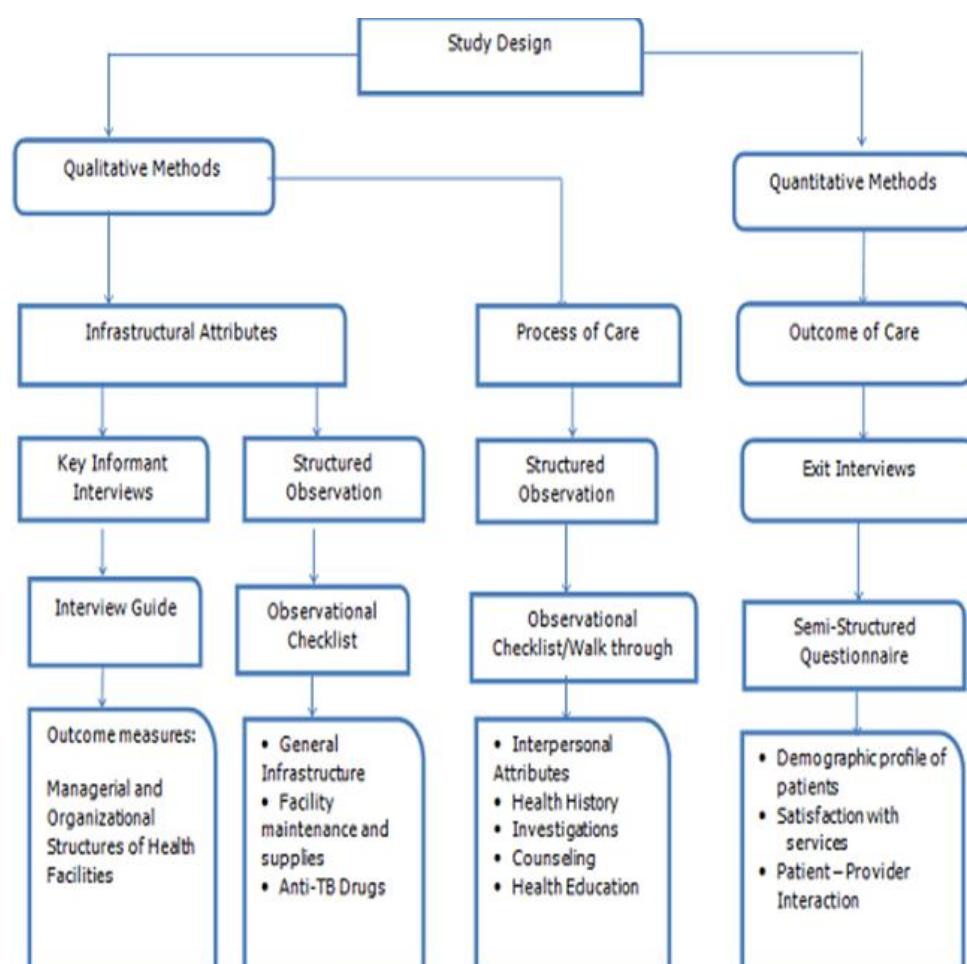 Study Design
Qualitative Methods
Quantitative Methods
Infrastructural Attributes
Process of Care
Outcome of Care
Key Informant
Interviews
Structured
Observation
Structured
Observation
Exit Interviews
Interview Guide
Observational
Checklist
Observational
Checklist/Walk through
Semi-Structured
Questionnaire
Outcome measures:
Managerial and
Organizational
Structures of Health
Facilities
• General
Infrastructure
• Facility
maintenance and
supplies
• Anti-TB Drugs
• Interpersonal
Attributes
• Health History
• Investigations
• Counseling
• Health Education
• Demographic profile of
patients
• Satisfaction with
services
• Patient – Provider
Interaction